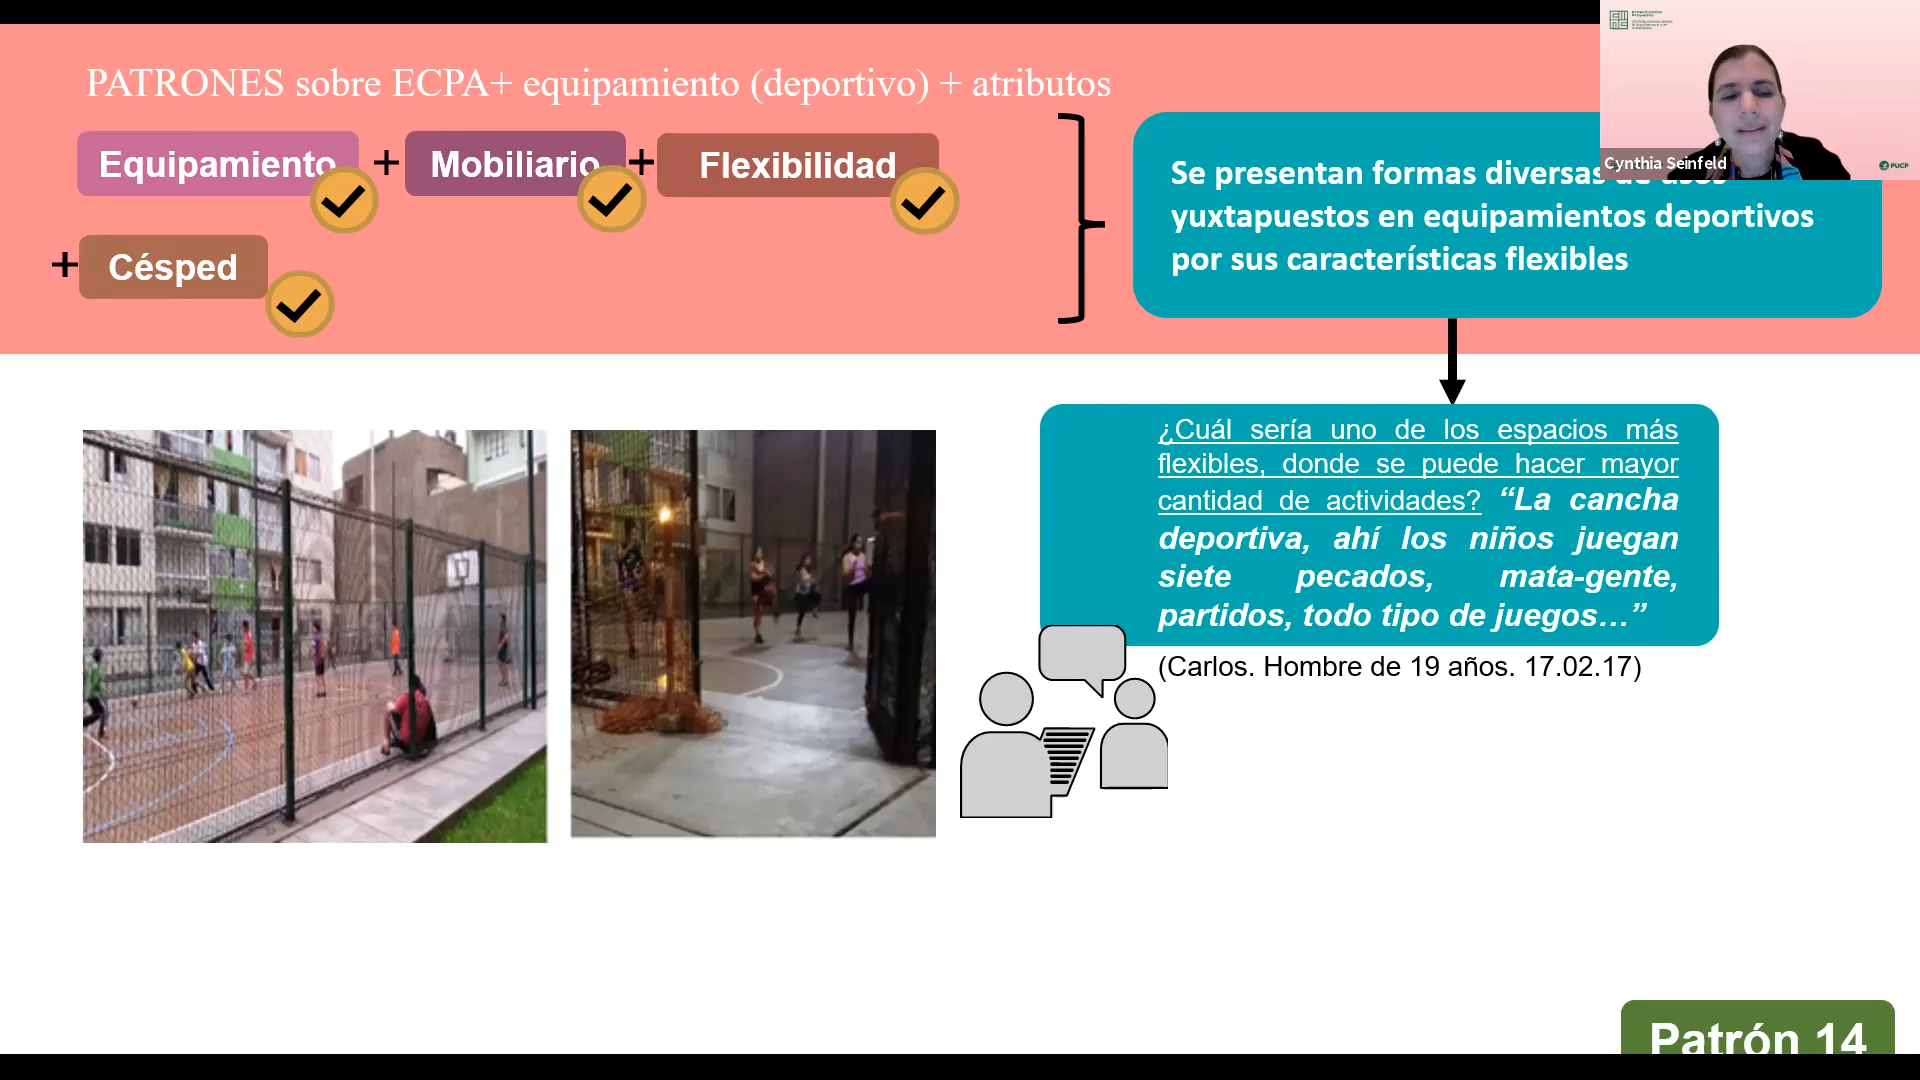 PATRONES sobre ECPA+ equipamiento (deportivo) + atributos
Equipamiento + Mobiliario + Flexibilidad
+ Césped
Se presentan formas diversas de usos
yuxtapuestos en equipamientos deportivos
por sus características flexibles
Cynthia Seinfeld
PUCP
¿Cuál sería uno de los espacios más
flexibles, donde se puede hacer mayor
cantidad de actividades? “La cancha
deportiva, ahí los niños juegan
siete pecados, mata-gente,
partidos, todo tipo de juegos…”
(Carlos. Hombre de 19 años. 17.02.17)
Patrón 14